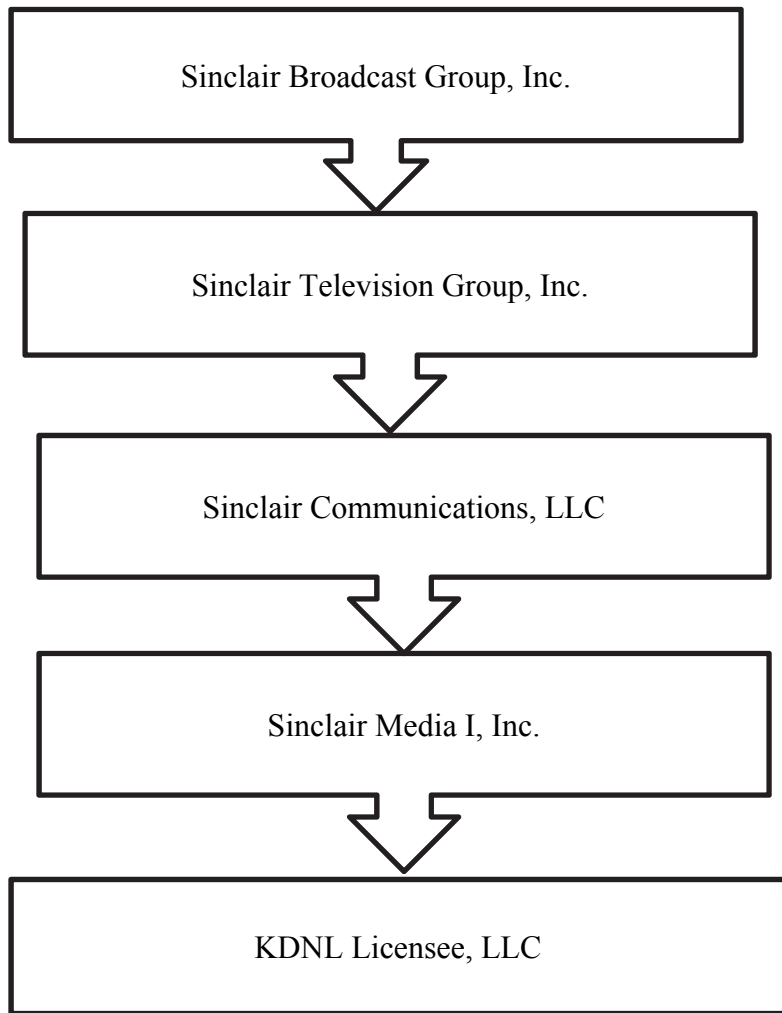 Sinclair Broadcast Group, Inc.
Sinclair Television Group, Inc.
Sinclair Communications, LLC
Sinclair Media I, Inc.
KDNL Licensee, LLC